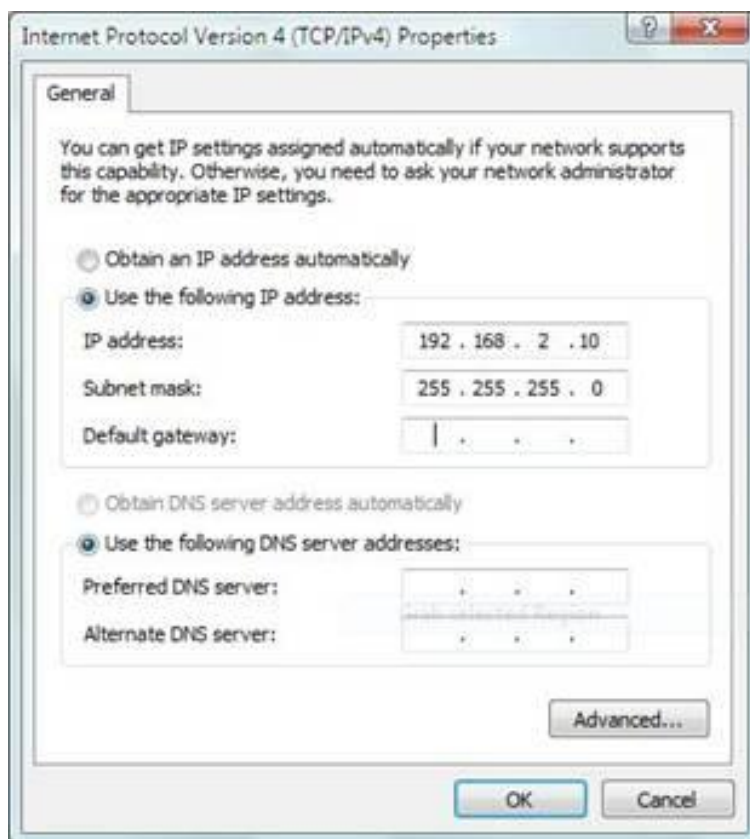 Internet Protocol Version 4 (TCP/IPv4) Properties
General
You can get IP settings assigned automatically if your network supports
this capability. Otherwise, you need to ask your network administrator
for the appropriate IP settings.
Obtain an IP address automatically
Use the following IP address:
IP address: 192 . 168 . 2 . 10
Subnet mask: 255 . 255 . 255 . 0
Default gateway: . . .
Obtain DNS server address automatically
Use the following DNS server addresses:
Preferred DNS server: . . .
selected Region
Alternate DNS server: . . .
Advanced...
OK Cancel